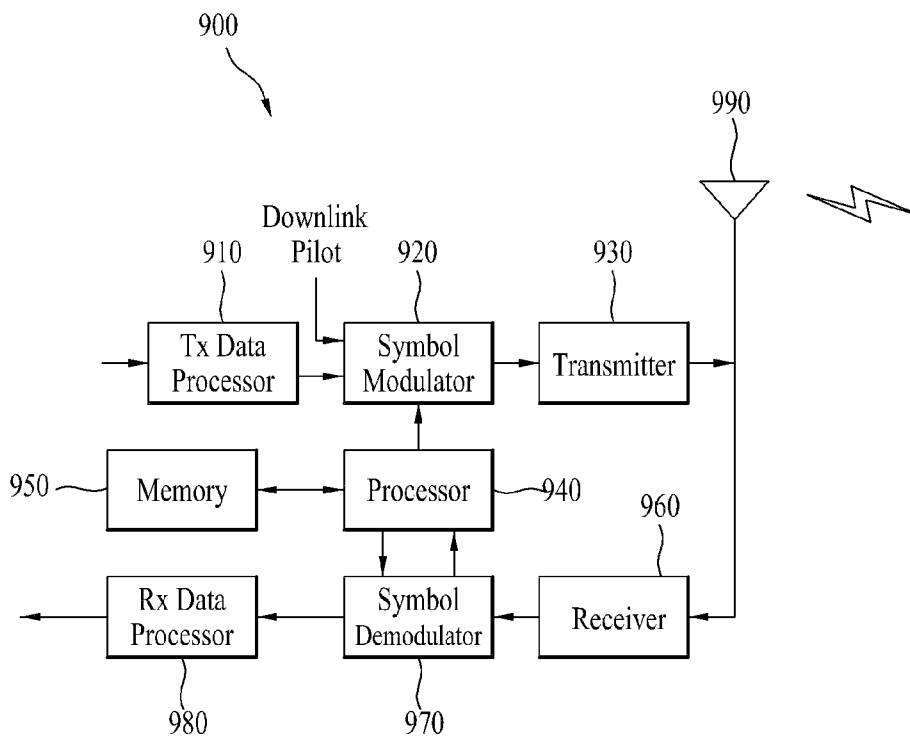 900
990
Downlink
Pilot
910
920
930
Tx Data
Processor
Symbol
Modulator
Transmitter
950
Memory
Processor
940
960
Rx Data
Processor
Symbol
Demodulator
Receiver
980
970